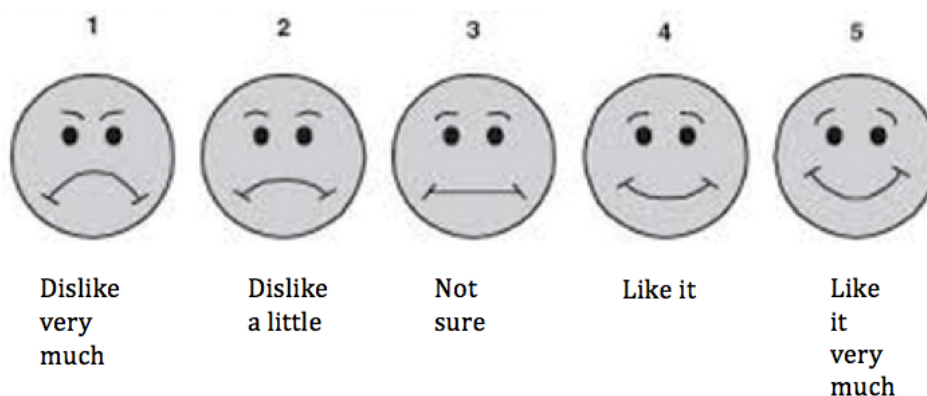 1 2 3 4 5
Dislike very much
Dislike a little
Not sure
Like it
Like it very much